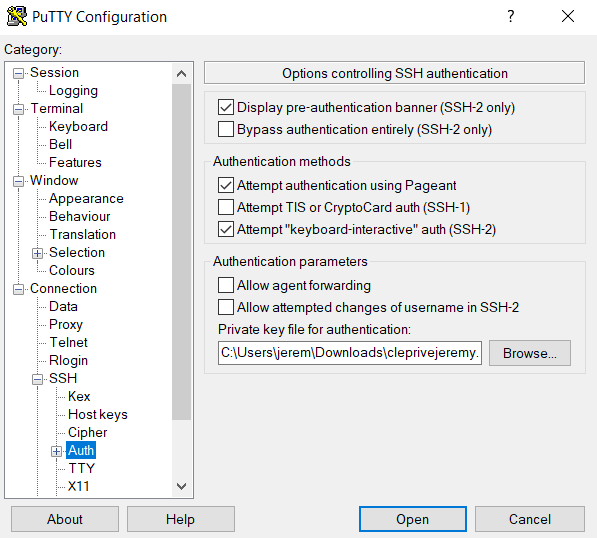 PuTTY Configuration
?
Category:
Session
Logging
Terminal
Keyboard
Bell
Features
Window
Appearance
Behaviour
Translation
Selection
Colours
Connection
Data
Proxy
Telnet
Rlogin
SSH
Kex
Host keys
Cipher
Auth
TTY
X11
Options controlling SSH authentication
Display pre-authentication banner (SSH-2 only)
Bypass authentication entirely (SSH-2 only)
Authentication methods
Attempt authentication using Pageant
Attempt TIS or CryptoCard auth (SSH-1)
Attempt "keyboard-interactive" auth (SSH-2)
Authentication parameters
Allow agent forwarding
Allow attempted changes of username in SSH-2
Private key file for authentication:
C:\Users\jerem\Downloads\cleprivejeremy.
Browse...
About
Help
Open
Cancel